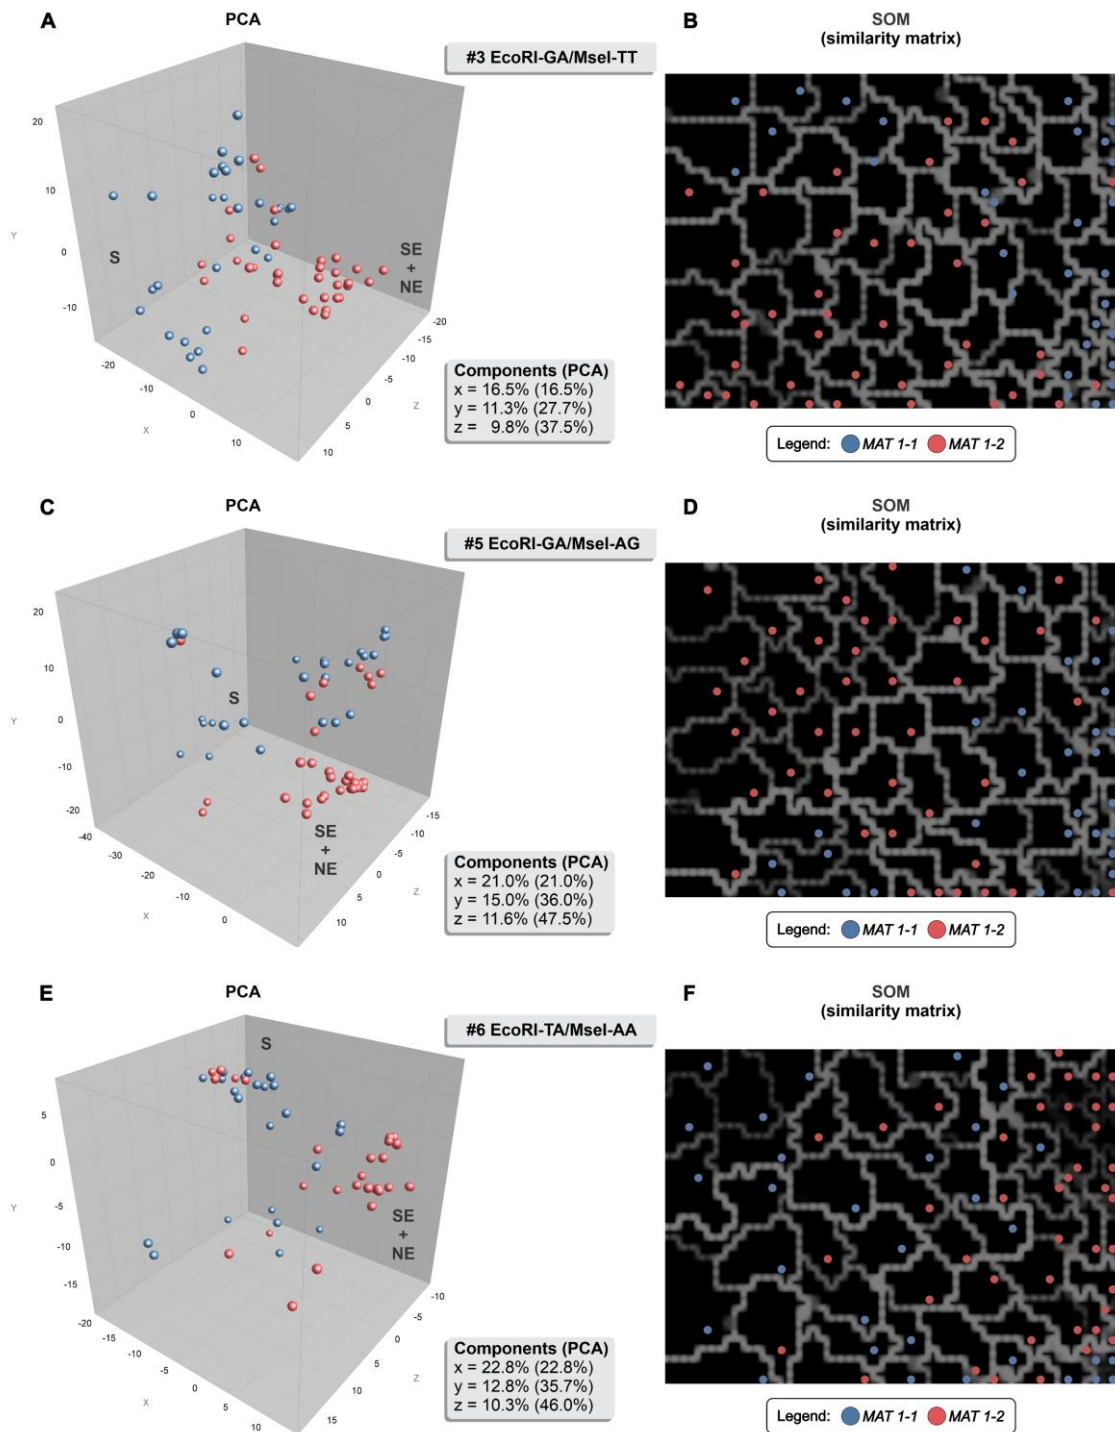 A
PCA
#3 EcoRI-GA/MseI-TT
20
10
0
-10
Y
S
SE
+
NE
-20
-10
0
10
X
-20
-15
-10
-5
0
5
10
Z
Components (PCA)
x = 16.5% (16.5%)
y = 11.3% (27.7%)
z = 9.8% (37.5%)
B
SOM
(similarity matrix)
Legend: MAT 1-1 MAT 1-2
C
PCA
#5 EcoRI-GA/MseI-AG
20
10
0
-10
-20
Y
S
SE
+
NE
-40
-30
-20
-10
0
X
-15
-10
-5
0
5
10
Z
Components (PCA)
x = 21.0% (21.0%)
y = 15.0% (36.0%)
z = 11.6% (47.5%)
D
SOM
(similarity matrix)
Legend: MAT 1-1 MAT 1-2
E
PCA
#6 EcoRI-TA/MseI-AA
5
0
-5
-10
-15
-20
Y
S
SE
+
NE
-15
-10
-5
0
5
10
X
-10
-5
0
5
10
15
Z
Components (PCA)
x = 22.8% (22.8%)
y = 12.8% (35.7%)
z = 10.3% (46.0%)
F
SOM
(similarity matrix)
Legend: MAT 1-1 MAT 1-2